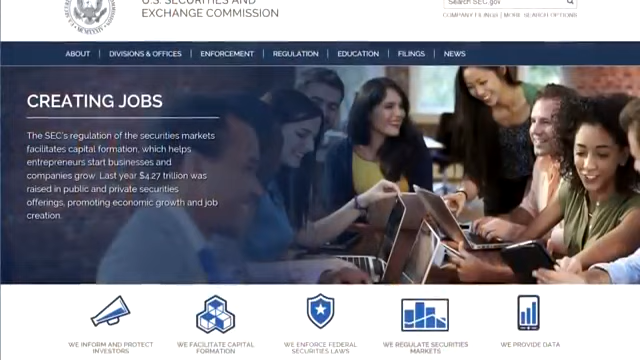 U.S. SECURITIES AND
EXCHANGE COMMISSION
Search SEC.gov
COMPANY FILINGS | MORE SEARCH OPTIONS
ABOUT | DIVISIONS & OFFICES | ENFORCEMENT | REGULATION | EDUCATION | FILINGS | NEWS
CREATING JOBS
The SEC's regulation of the securities markets
facilitates capital formation, which helps
entrepreneurs start businesses and
companies grow. Last year $4.27 trillion was
raised in public and private securities
offerings, promoting economic growth and job
creation.
WE INFORM AND PROTECT
INVESTORS
WE FACILITATE CAPITAL
FORMATION
WE ENFORCE FEDERAL
SECURITIES LAWS
WE REGULATE SECURITIES
MARKETS
WE PROVIDE DATA